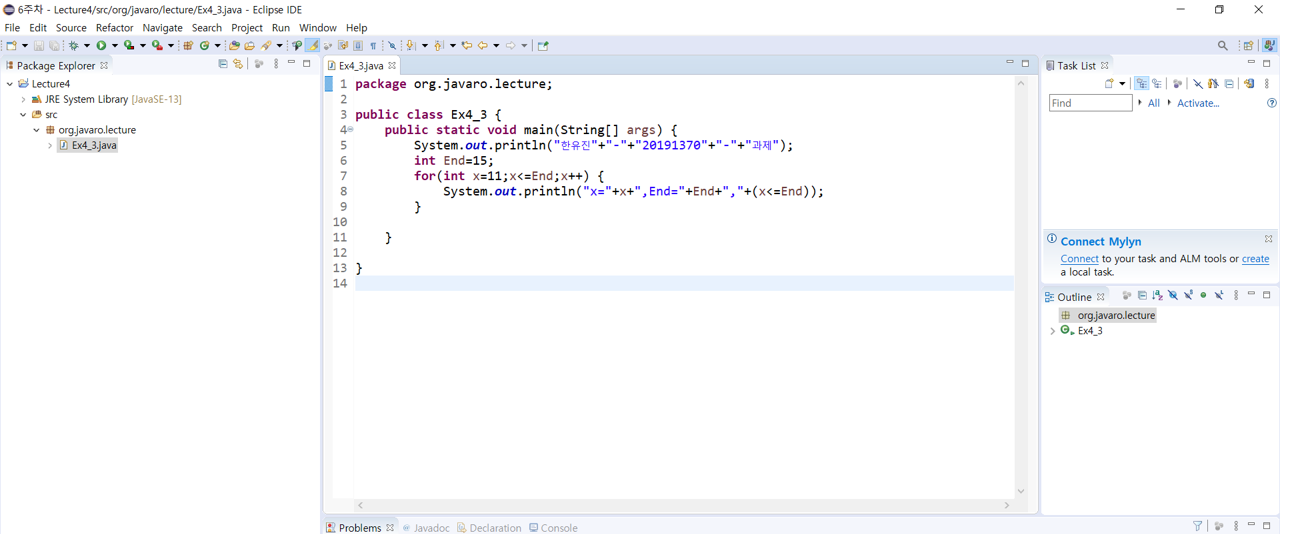 6주차 - Lecture4/src/org/javaro/lecture/Ex4_3.java - Eclipse IDE
File Edit Source Refactor Navigate Search Project Run Window Help
Package Explorer
Lecture4
JRE System Library [JavaSE-13]
src
org.javaro.lecture
Ex4_3.java
Ex4_3.java
1 package org.javaro.lecture;
2
3 public class Ex4_3 {
4 public static void main(String[] args) {
5 System.out.println("한유진"+"-"+"20191370"+"-"+"과제");
6 int End=15;
7 for(int x=11;x<=End;x++) {
8 System.out.println("x="+x+",End="+End+","+(x<=End));
9 }
10
11 }
12
13 }
14
Task List
Find All Activate...
Connect Mylyn
Connect to your task and ALM tools or create
a local task.
Outline
org.javaro.lecture
Ex4_3
Problems Javadoc Declaration Console